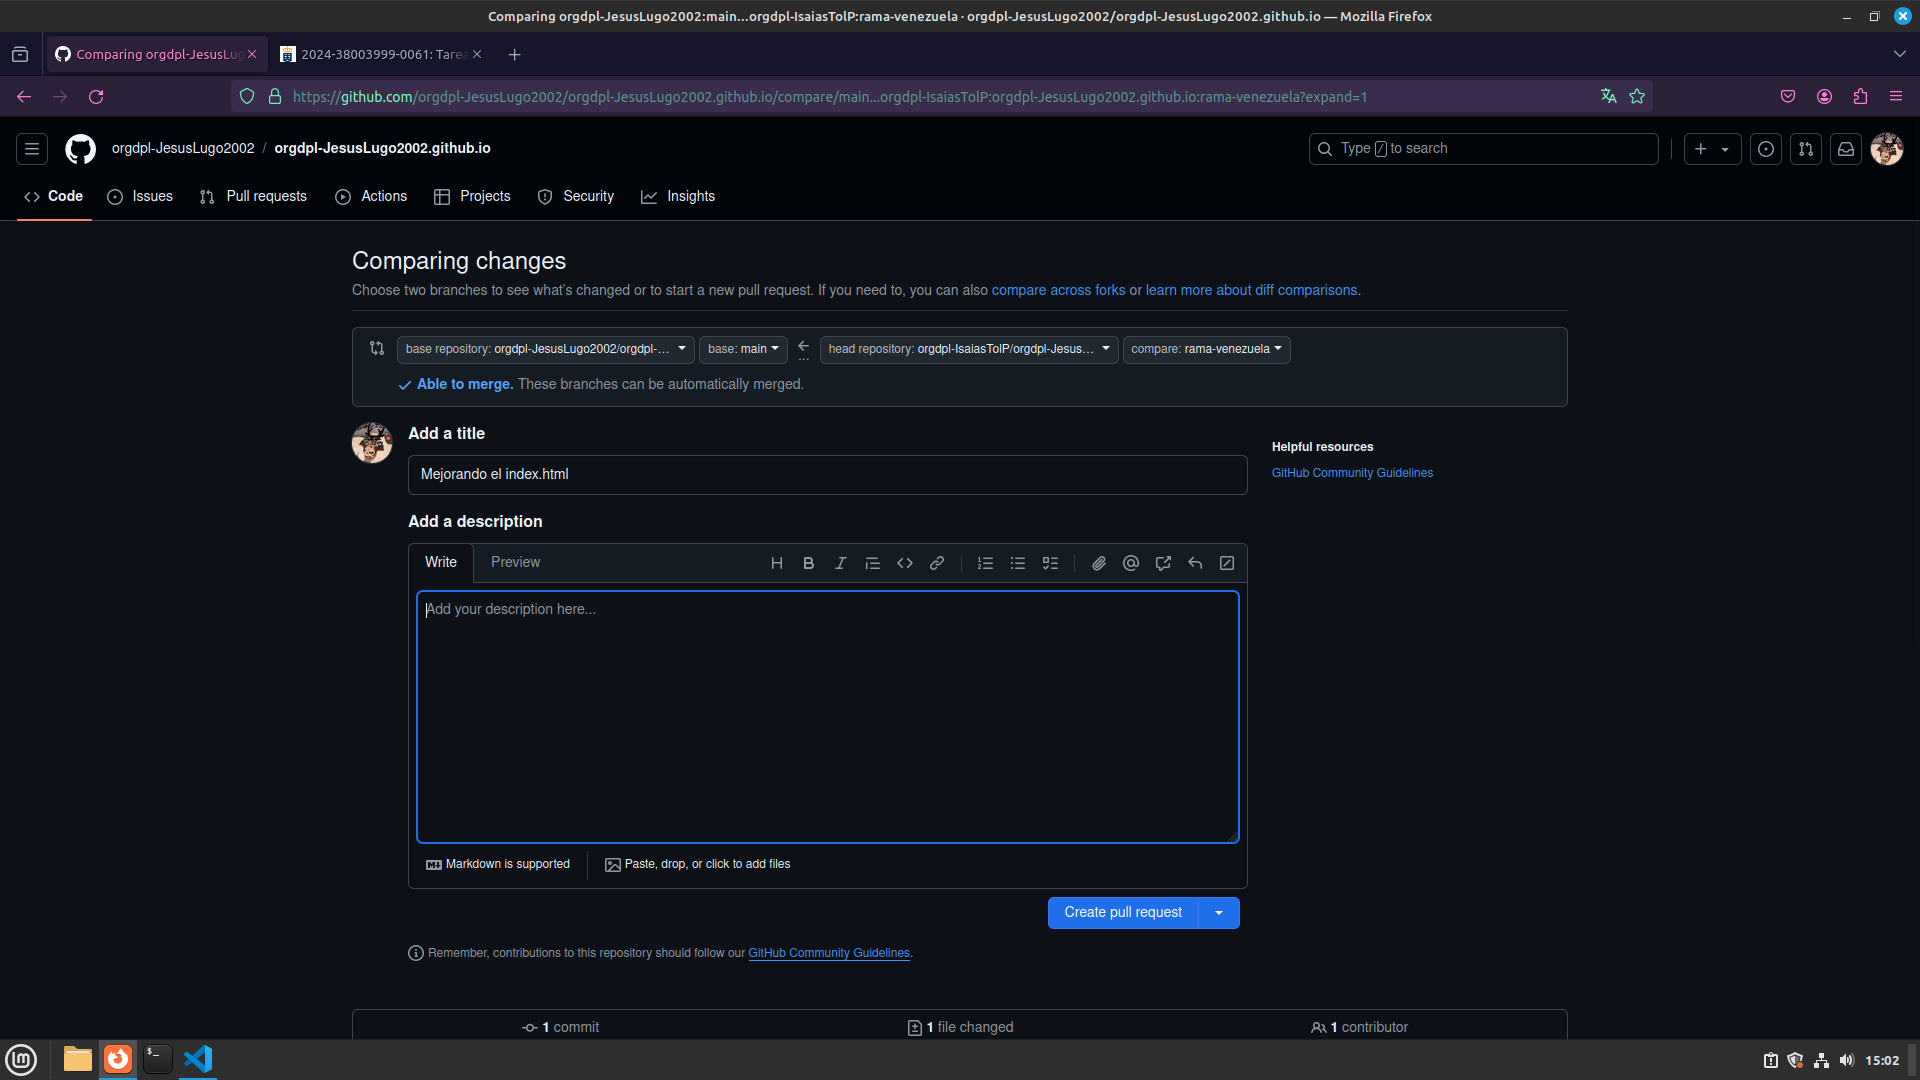 Comparing orgdpl-JesusLugo2002:main...orgdpl-IsaiasTolP:rama-venezuela · orgdpl-JesusLugo2002/orgdpl-JesusLugo2002.github.io — Mozilla Firefox
Comparing orgdpl-JesusLug
2024-38003999-0061: Tarea
https://github.com/orgdpl-JesusLugo2002/orgdpl-JesusLugo2002.github.io/compare/main...orgdpl-IsaiasTolP:orgdpl-JesusLugo2002.github.io:rama-venezuela?expand=1
orgdpl-JesusLugo2002 / orgdpl-JesusLugo2002.github.io
Type / to search
Code Issues Pull requests Actions Projects Security Insights
Comparing changes
Choose two branches to see what's changed or to start a new pull request. If you need to, you can also compare across forks or learn more about diff comparisons.
base repository: orgdpl-JesusLugo2002/orgdpl-... base: main ... head repository: orgdpl-IsaiasTolP/orgdpl-Jesus... compare: rama-venezuela
Able to merge. These branches can be automatically merged.
Add a title
Mejorando el index.html
Helpful resources
GitHub Community Guidelines
Add a description
Write Preview
Add your description here...
Markdown is supported
Paste, drop, or click to add files
Create pull request
Remember, contributions to this repository should follow our GitHub Community Guidelines.
1 commit
1 file changed
1 contributor
15:02